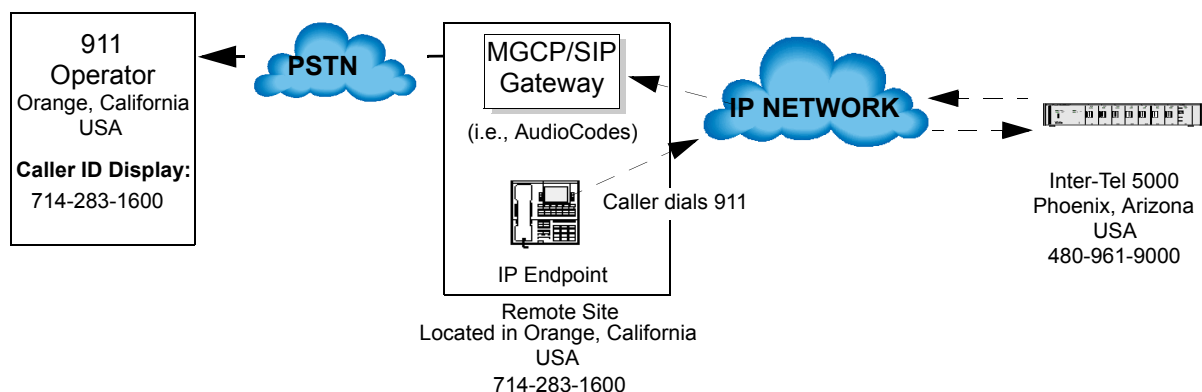 911
Operator
Orange, California
USA
Caller ID Display:
714-283-1600
PSTN
MGCP/SIP
Gateway
(i.e., AudioCodes)
IP NETWORK
Caller dials 911
IP Endpoint
Remote Site
Located in Orange, California
USA
714-283-1600
Inter-Tel 5000
Phoenix, Arizona
USA
480-961-9000